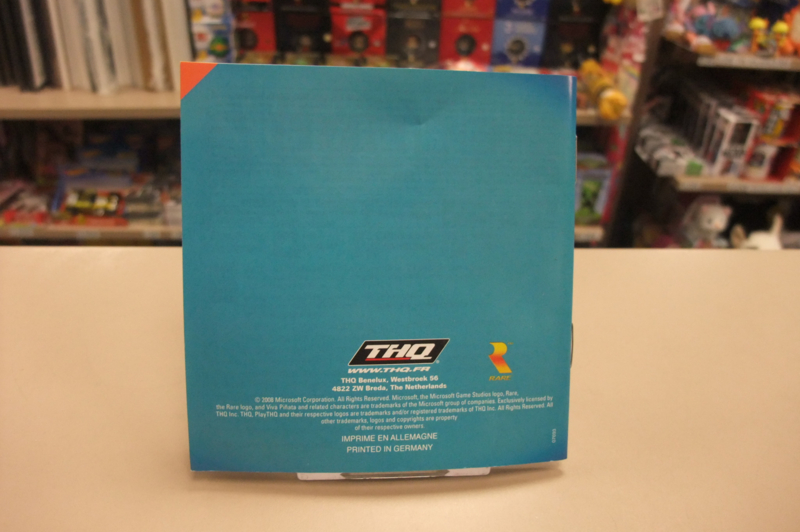 THQ
WWW.THQ.FR
RARE
THQ Benelux, Westbroek 56
4822 ZW Breda, The Netherlands
© 2008 Microsoft Corporation. All Rights Reserved. Microsoft, the Microsoft Game Studios logo, Rare,
the Rare logo, and Viva Piñata and related characters are trademarks of the Microsoft group of companies. Exclusively licensed by
THQ Inc. THQ, PlayTHQ and their respective logos are trademarks and/or registered trademarks of THQ Inc. All Rights Reserved. All
other trademarks, logos and copyrights are property
of their respective owners.
IMPRIME EN ALLEMAGNE
PRINTED IN GERMANY